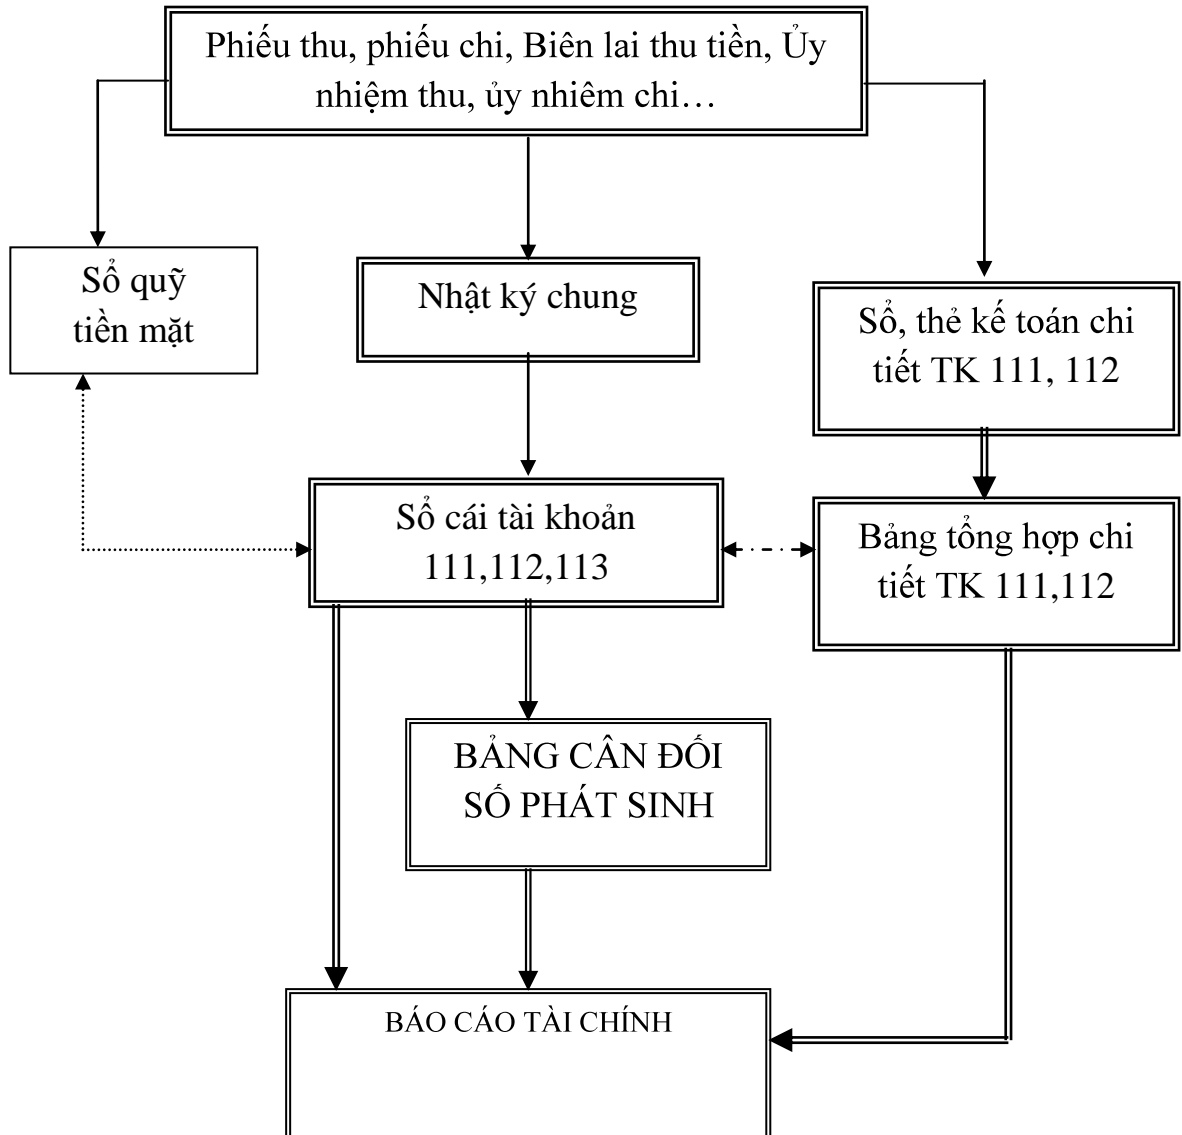 Phiếu thu, phiếu chi, Biên lai thu tiền, Ủy
nhiệm thu, ủy nhiêm chi…
Sổ quỹ
tiền mặt
Nhật ký chung
Sổ, thẻ kế toán chi
tiết TK 111, 112
Sổ cái tài khoản
111,112,113
Bảng tổng hợp chi
tiết TK 111,112
BẢNG CÂN ĐỐI
SỐ PHÁT SINH
BÁO CÁO TÀI CHÍNH